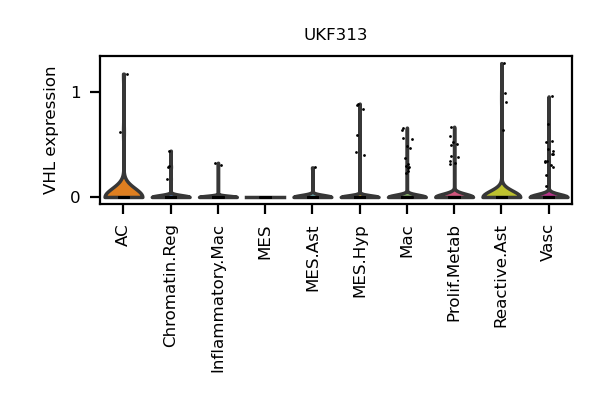 UKF313
VHL expression
1
0
AC
Chromatin.Reg
Inflammatory.Mac
MES
MES.Ast
MES.Hyp
Mac
Prolif.Metab
Reactive.Ast
Vasc